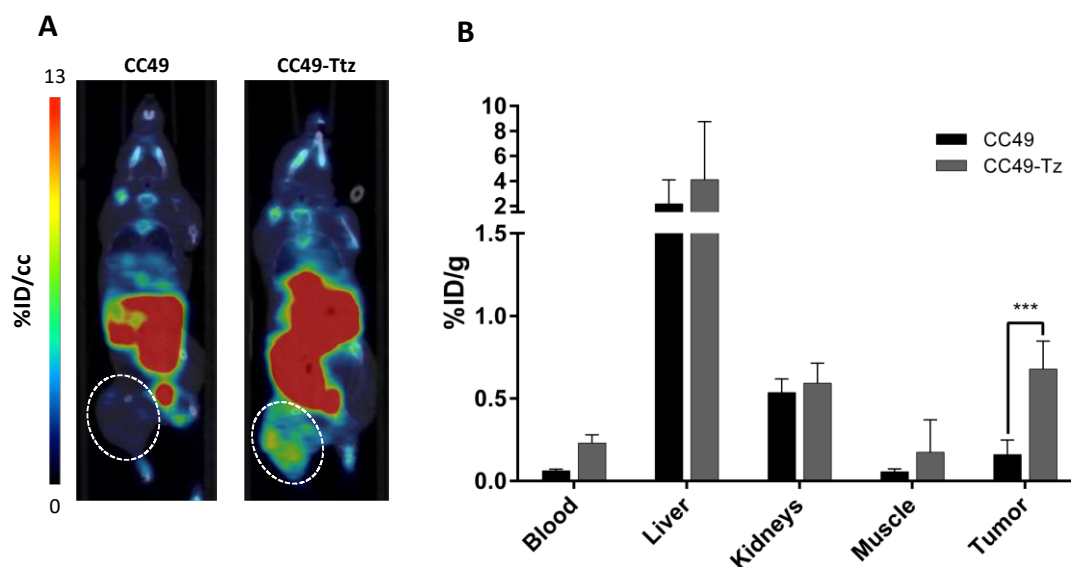 A
CC49
CC49-Ttz
13
%ID/cc
0
B
10
8
6
4
2
1.5
1.0
0.5
0.0
%ID/g
CC49
CC49-Tz
***
Blood
Liver
Kidneys
Muscle
Tumor